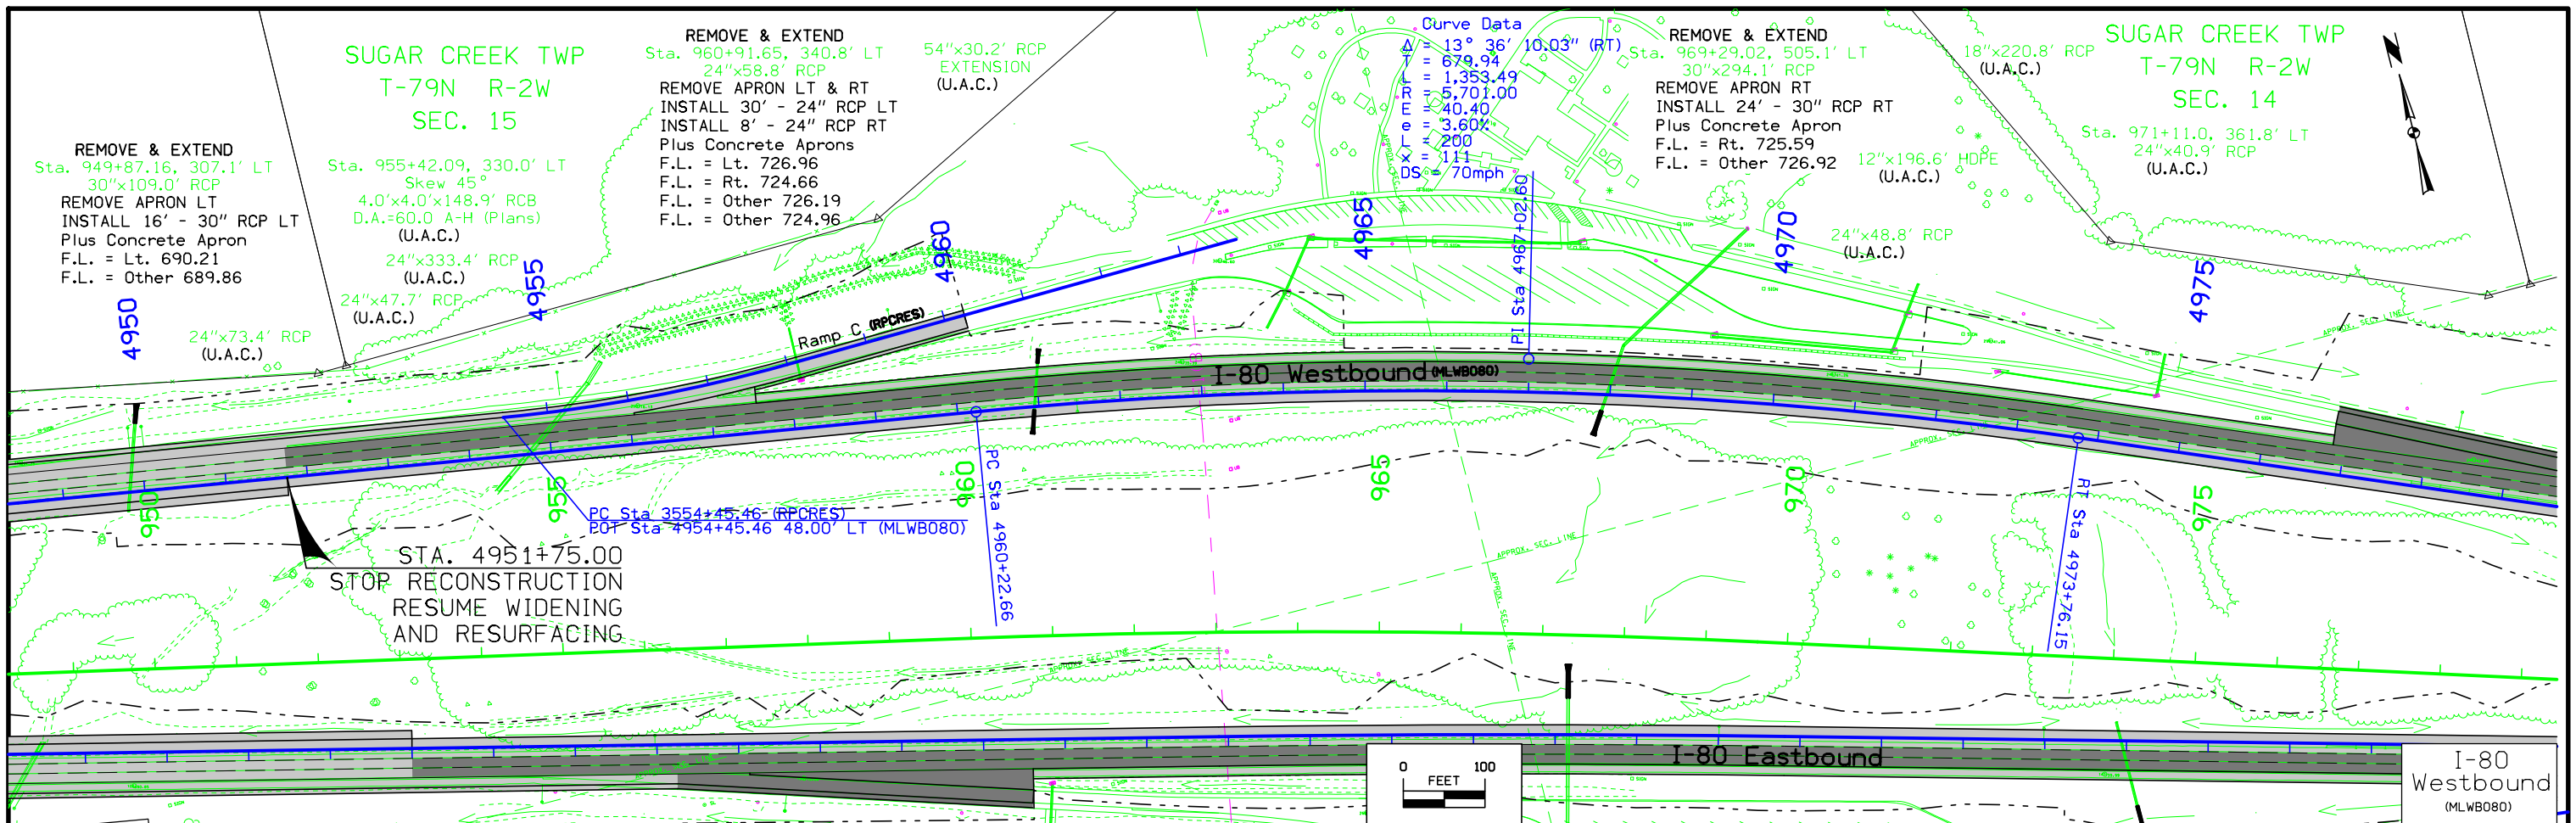 REMOVE & EXTEND
Sta. 949+87.16, 307.1' LT
30"x109.0' RCP
REMOVE APRON LT
INSTALL 16' - 30" RCP LT
Plus Concrete Apron
F.L. = Lt. 690.21
F.L. = Other 689.86
SUGAR CREEK TWP
T-79N R-2W
SEC. 15
Sta. 955+42.09, 330.0' LT
Skew 45°
4.0'x4.0'x148.9' RCB
D.A.=60.0 A-H (Plans)
(U.A.C.)
24"x333.4' RCP
(U.A.C.)
24"x47.7' RCP
(U.A.C.)
24"x73.4' RCP
(U.A.C.)
REMOVE & EXTEND
Sta. 960+91.65, 340.8' LT
24"x58.8' RCP
REMOVE APRON LT & RT
INSTALL 30' - 24" RCP LT
INSTALL 8' - 24" RCP RT
Plus Concrete Aprons
F.L. = Lt. 726.96
F.L. = Rt. 724.66
F.L. = Other 726.19
F.L. = Other 724.96
54"x30.2' RCP
EXTENSION
(U.A.C.)
Curve Data
Δ = 13° 36' 10.03" (RT)
T = 679.94
L = 1,353.49
R = 5,701.00
E = 40.40
e = 3.60%
L = 200
x = 111
DS = 70mph
REMOVE & EXTEND
Sta. 969+29.02, 505.1' LT
30"x294.1' RCP
REMOVE APRON RT
INSTALL 24' - 30" RCP RT
Plus Concrete Apron
F.L. = Rt. 725.59
F.L. = Other 726.92
18"x220.8' RCP
(U.A.C.)
12"x196.6' HDPE
(U.A.C.)
24"x48.8' RCP
(U.A.C.)
SUGAR CREEK TWP
T-79N R-2W
SEC. 14
Sta. 971+11.0, 361.8' LT
24"x40.9' RCP
(U.A.C.)
4950
4955
4960
4965
4970
4975
PI Sta 4967+02.60
Ramp C (RPCRES)
I-80 Westbound (MLWB080)
950
955
960
965
970
975
PC Sta 4960+22.66
PC Sta 3554+45.46 (RPCRES)
POT Sta 4954+45.46 48.00' LT (MLWB080)
RT Sta 4973+76.15
STA. 4951+75.00
STOP RECONSTRUCTION
RESUME WIDENING
AND RESURFACING
APPROX. SEC. LINE
APPROX. SEC. LINE
APPROX. SEC. LINE
APPROX. SEC. LINE
I-80 Eastbound
0 100
FEET
I-80
Westbound
(MLWB080)